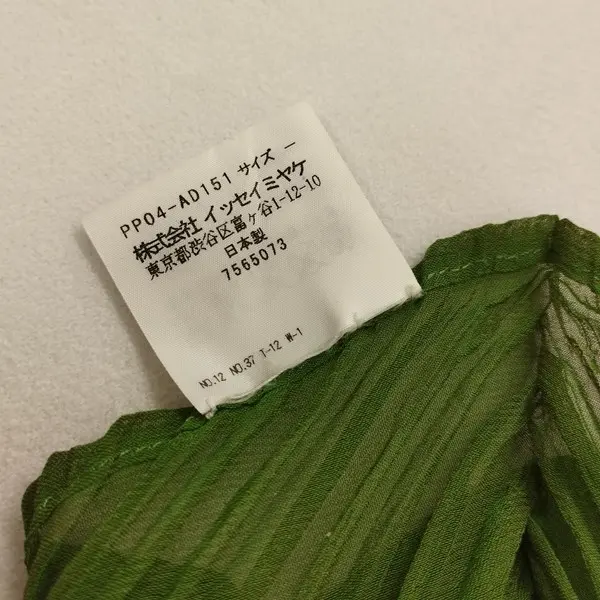 PP04-AD151 サイズ －
株式会社 イッセイミヤケ
東京都渋谷区富ヶ谷1-12-10
日本製
7565073
NO.12 NO.37 T-12 W-1